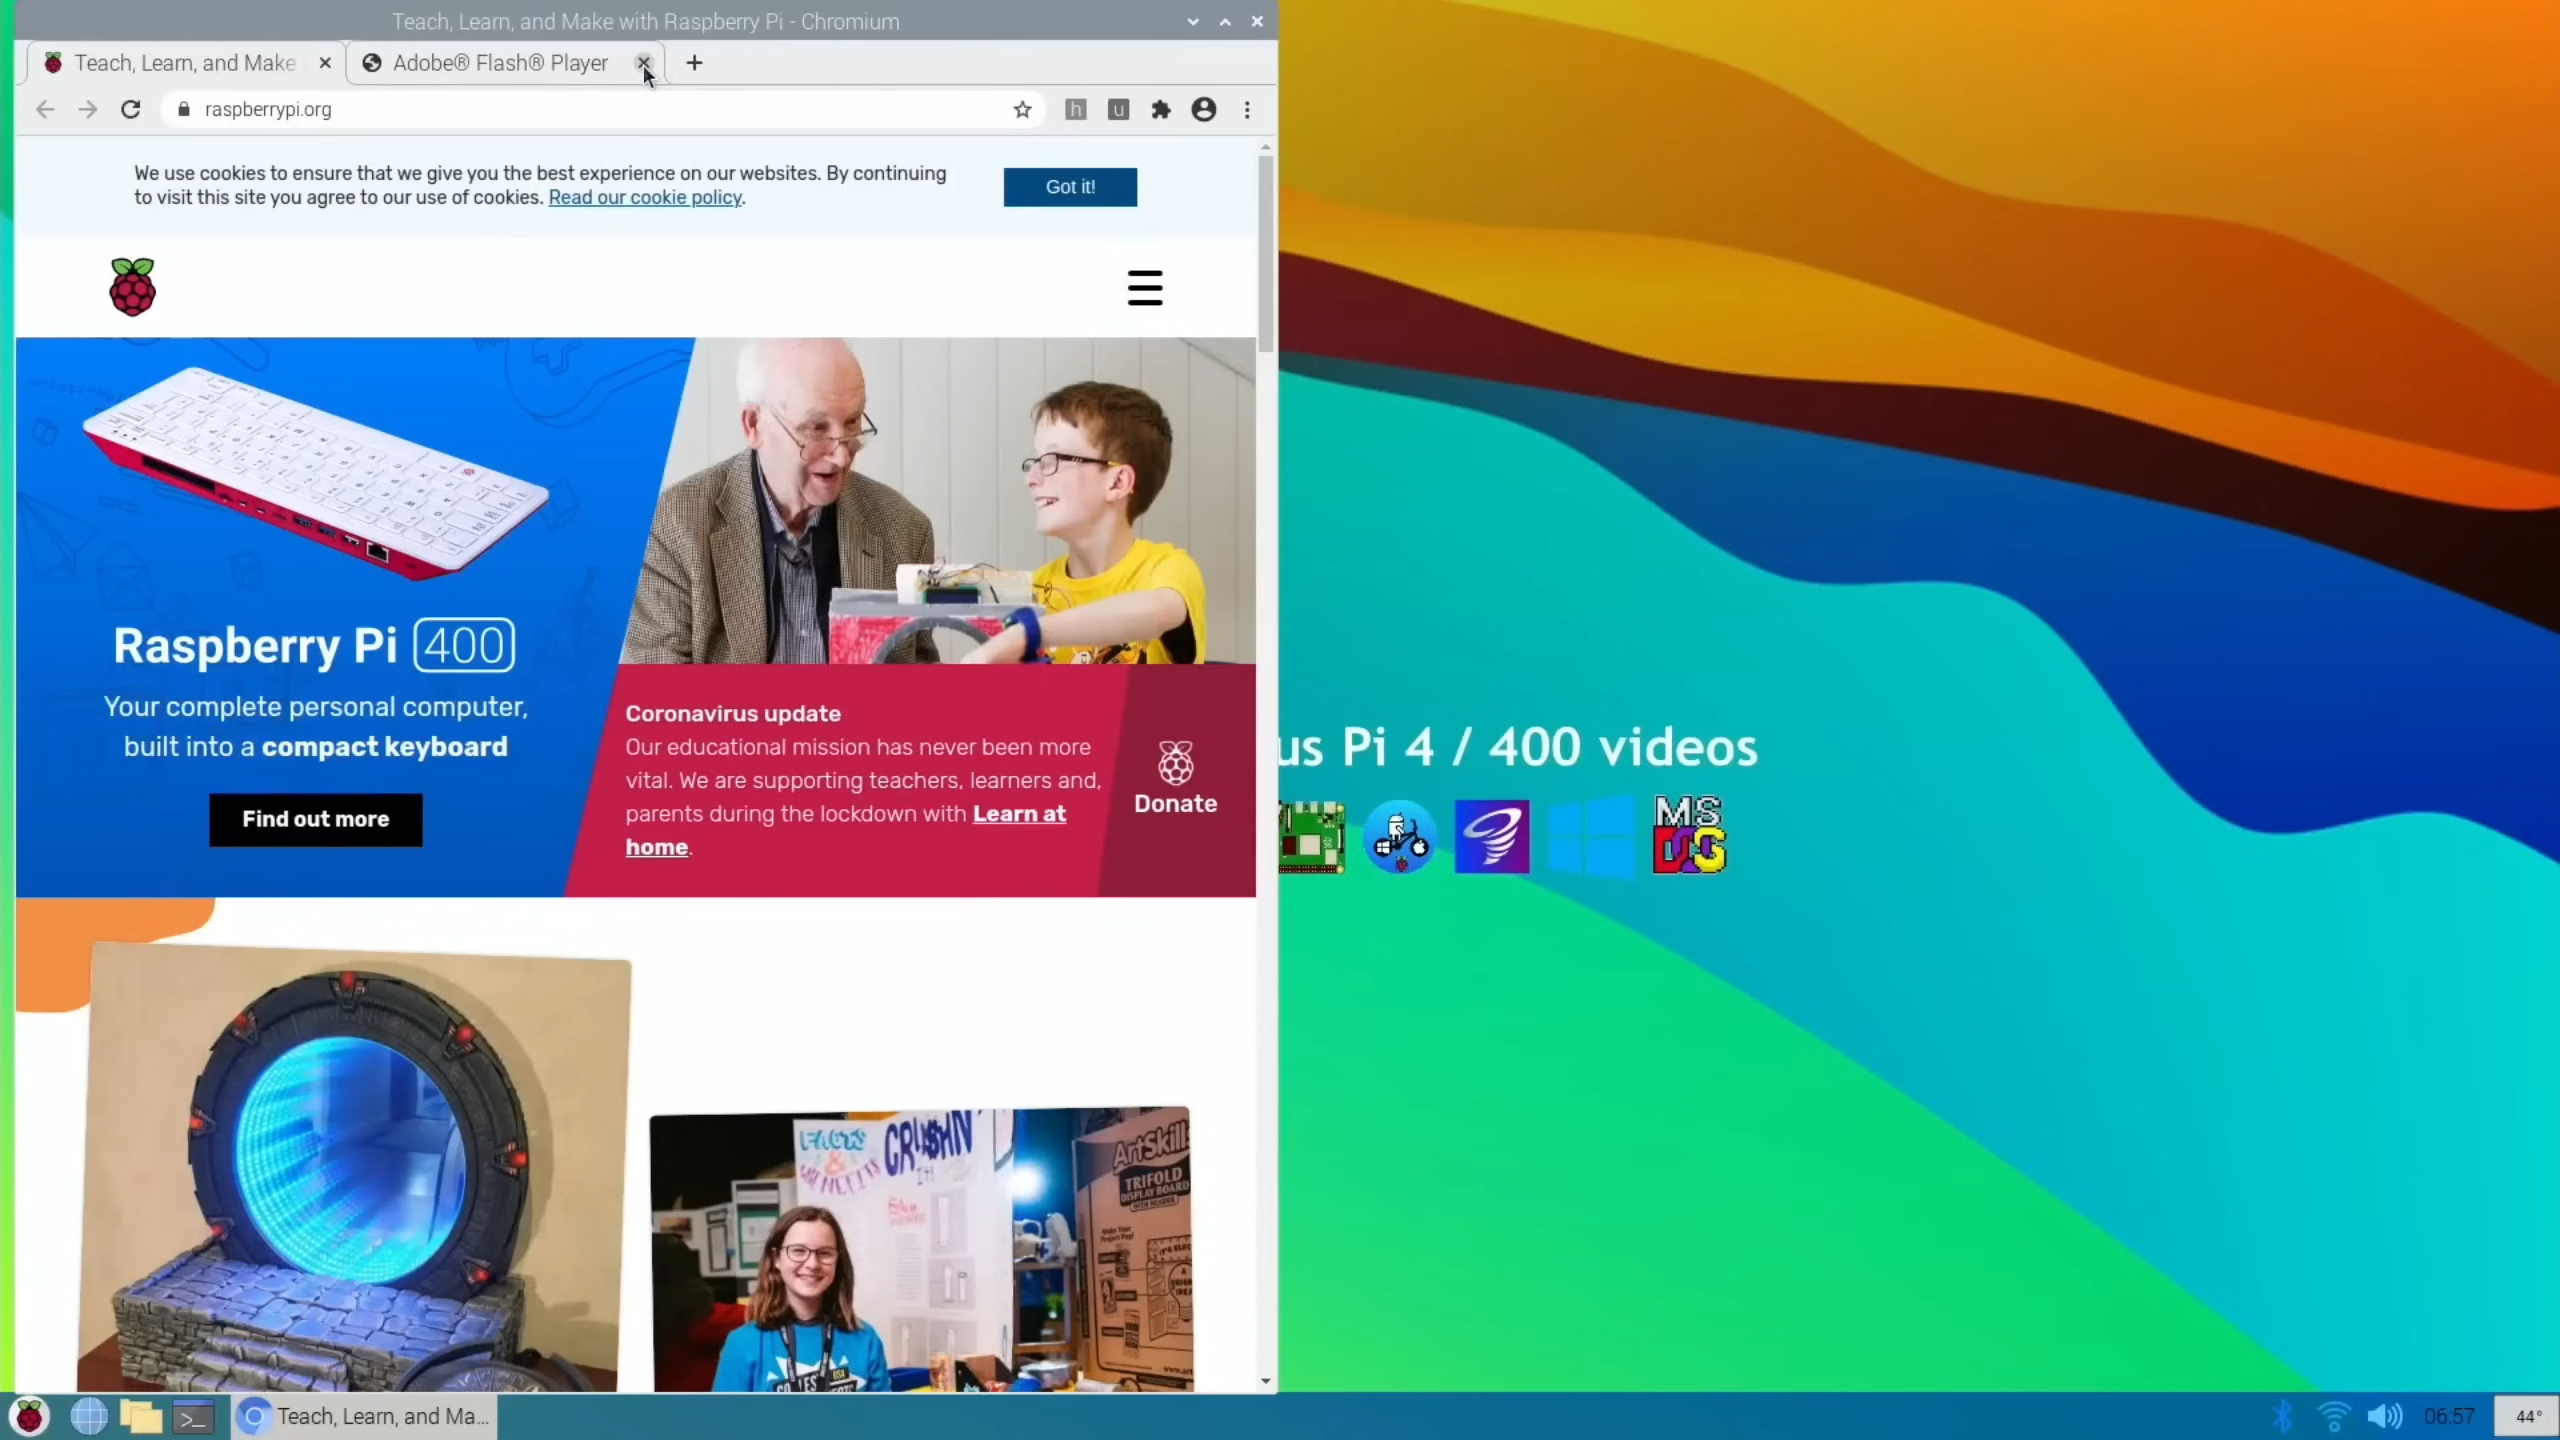 Teach, Learn, and Make with Raspberry Pi - Chromium
Teach, Learn, and Make
Adobe® Flash® Player
raspberrypi.org
h
u
We use cookies to ensure that we give you the best experience on our websites. By continuing
to visit this site you agree to our use of cookies. Read our cookie policy.
Got it!
Raspberry Pi 400
Your complete personal computer,
built into a compact keyboard
Find out more
Coronavirus update
Our educational mission has never been more
vital. We are supporting teachers, learners and,
parents during the lockdown with Learn at
home.
Donate
us Pi 4 / 400 videos
MS
DOS
FACTS
&
BENEFITS
CRUSHN
IT!
ArtSkill
TRIFOLD
DISPLAY BOARD
Teach, Learn, and Ma...
06:57
44°